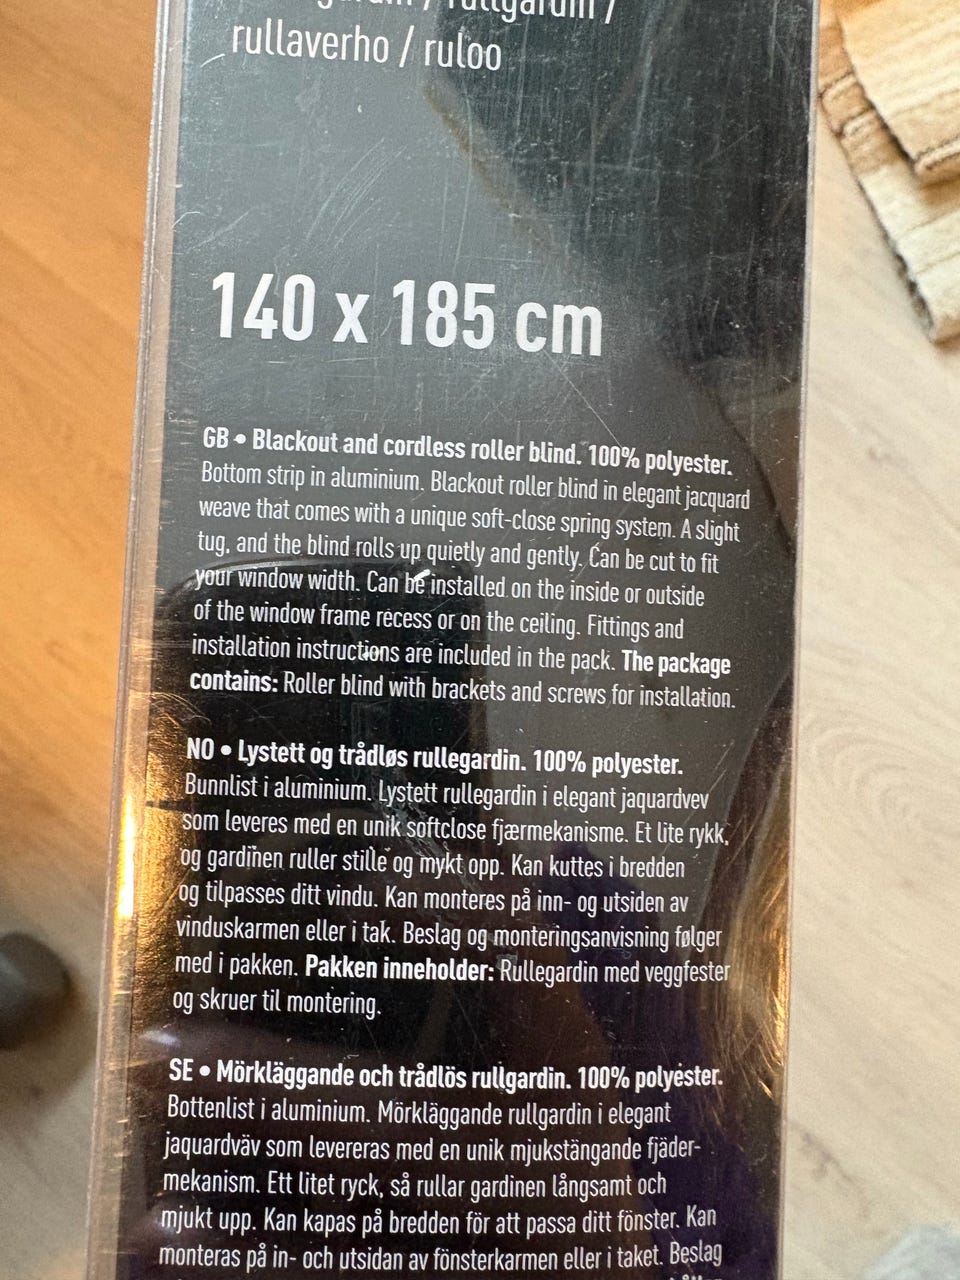 rullgardin /
rullaverho / ruloo
140 x 185 cm
GB • Blackout and cordless roller blind. 100% polyester.
Bottom strip in aluminium. Blackout roller blind in elegant jacquard
weave that comes with a unique soft-close spring system. A slight
tug, and the blind rolls up quietly and gently. Can be cut to fit
your window width. Can be installed on the inside or outside
of the window frame recess or on the ceiling. Fittings and
installation instructions are included in the pack. The package
contains: Roller blind with brackets and screws for installation.
NO • Lystett og trådløs rullegardin. 100% polyester.
Bunnlist i aluminium. Lystett rullegardin i elegant jaquardvev
som leveres med en unik softclose fjærmekanisme. Et lite rykk,
og gardinen ruller stille og mykt opp. Kan kuttes i bredden
og tilpasses ditt vindu. Kan monteres på inn- og utsiden av
vinduskarmen eller i tak. Beslag og monteringsanvisning følger
med i pakken. Pakken inneholder: Rullegardin med veggfester
og skruer til montering.
SE • Mörkläggande och trådlös rullgardin. 100% polyester.
Bottenlist i aluminium. Mörkläggande rullgardin i elegant
jaquardväv som levereras med en unik mjukstängande fjäder-
mekanism. Ett litet ryck, så rullar gardinen långsamt och
mjukt upp. Kan kapas på bredden för att passa ditt fönster. Kan
monteras på in- och utsidan av fönsterkarmen eller i taket. Beslag